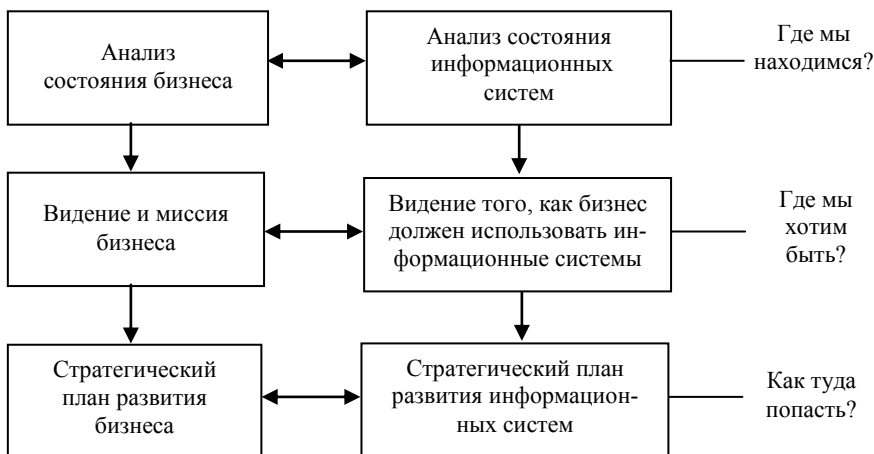 Анализ
состояния бизнеса
Анализ состояния
информационных
систем
Где мы
находимся?
Видение и миссия
бизнеса
Видение того, как бизнес
должен использовать ин-
формационные системы
Где мы
хотим
быть?
Стратегический
план развития
бизнеса
Стратегический план
развития информацион-
ных систем
Как туда
попасть?